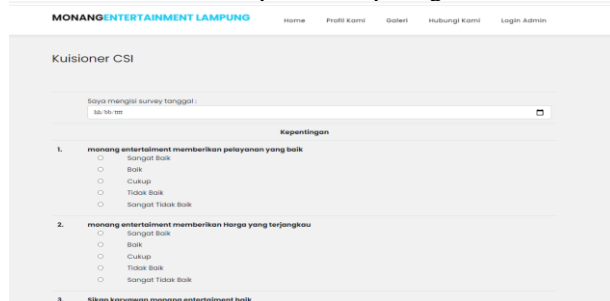 MONANGENTERTAINMENT LAMPUNG Home Profil Kami Galeri Hubungi Kami Login Admin
Kuisioner CSI
Saya mengisi survey tanggal :
hh/bb/tttt
Kepentingan
1. monang entertaiment memberikan pelayanan yang baik
Sangat Baik
Baik
Cukup
Tidak Baik
Sangat Tidak Baik
2. monang entertaiment memberikan Harga yang terjangkau
Sangat Baik
Baik
Cukup
Tidak Baik
Sangat Tidak Baik
3. Sikap karyawan monang entertaiment baik